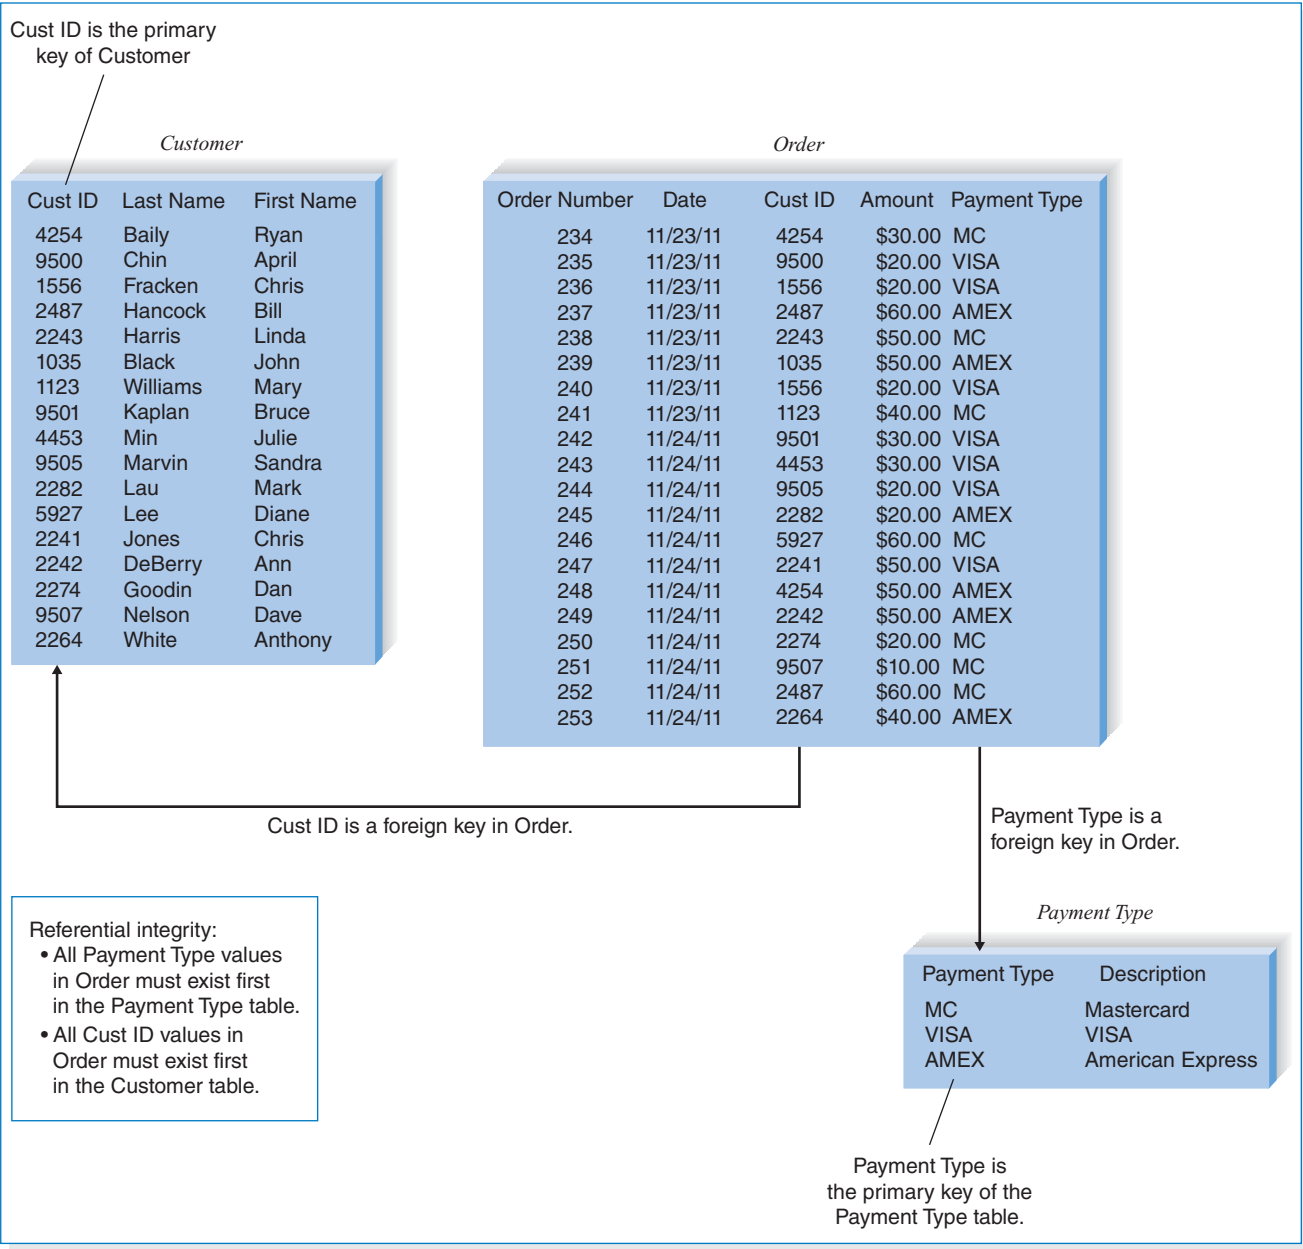 Cust ID is the primary
key of Customer
Customer
Cust ID Last Name First Name
4254 Baily Ryan
9500 Chin April
1556 Fracken Chris
2487 Hancock Bill
2243 Harris Linda
1035 Black John
1123 Williams Mary
9501 Kaplan Bruce
4453 Min Julie
9505 Marvin Sandra
2282 Lau Mark
5927 Lee Diane
2241 Jones Chris
2242 DeBerry Ann
2274 Goodin Dan
9507 Nelson Dave
2264 White Anthony
Order
Order Number Date Cust ID Amount Payment Type
234 11/23/11 4254 $30.00 MC
235 11/23/11 9500 $20.00 VISA
236 11/23/11 1556 $20.00 VISA
237 11/23/11 2487 $60.00 AMEX
238 11/23/11 2243 $50.00 MC
239 11/23/11 1035 $50.00 AMEX
240 11/23/11 1556 $20.00 VISA
241 11/23/11 1123 $40.00 MC
242 11/24/11 9501 $30.00 VISA
243 11/24/11 4453 $30.00 VISA
244 11/24/11 9505 $20.00 VISA
245 11/24/11 2282 $20.00 AMEX
246 11/24/11 5927 $60.00 MC
247 11/24/11 2241 $50.00 VISA
248 11/24/11 4254 $50.00 AMEX
249 11/24/11 2242 $50.00 AMEX
250 11/24/11 2274 $20.00 MC
251 11/24/11 9507 $10.00 MC
252 11/24/11 2487 $60.00 MC
253 11/24/11 2264 $40.00 AMEX
Cust ID is a foreign key in Order.
Payment Type is a
foreign key in Order.
Referential integrity:
• All Payment Type values
in Order must exist first
in the Payment Type table.
• All Cust ID values in
Order must exist first
in the Customer table.
Payment Type
Payment Type Description
MC Mastercard
VISA VISA
AMEX American Express
Payment Type is
the primary key of the
Payment Type table.